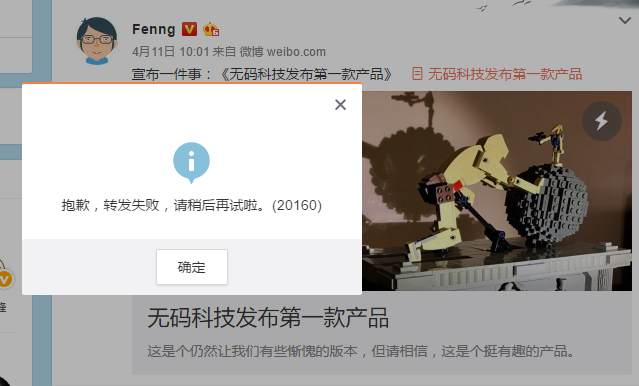 Fenng
4月11日 10:01 来自 微博 weibo.com
宣布一件事：《无码科技发布第一款产品》 无码科技发布第一款产品
抱歉，转发失败，请稍后再试啦。(20160)
确定
无码科技发布第一款产品
这是个仍然让我们有些惭愧的版本，但请相信，这是个挺有趣的产品。